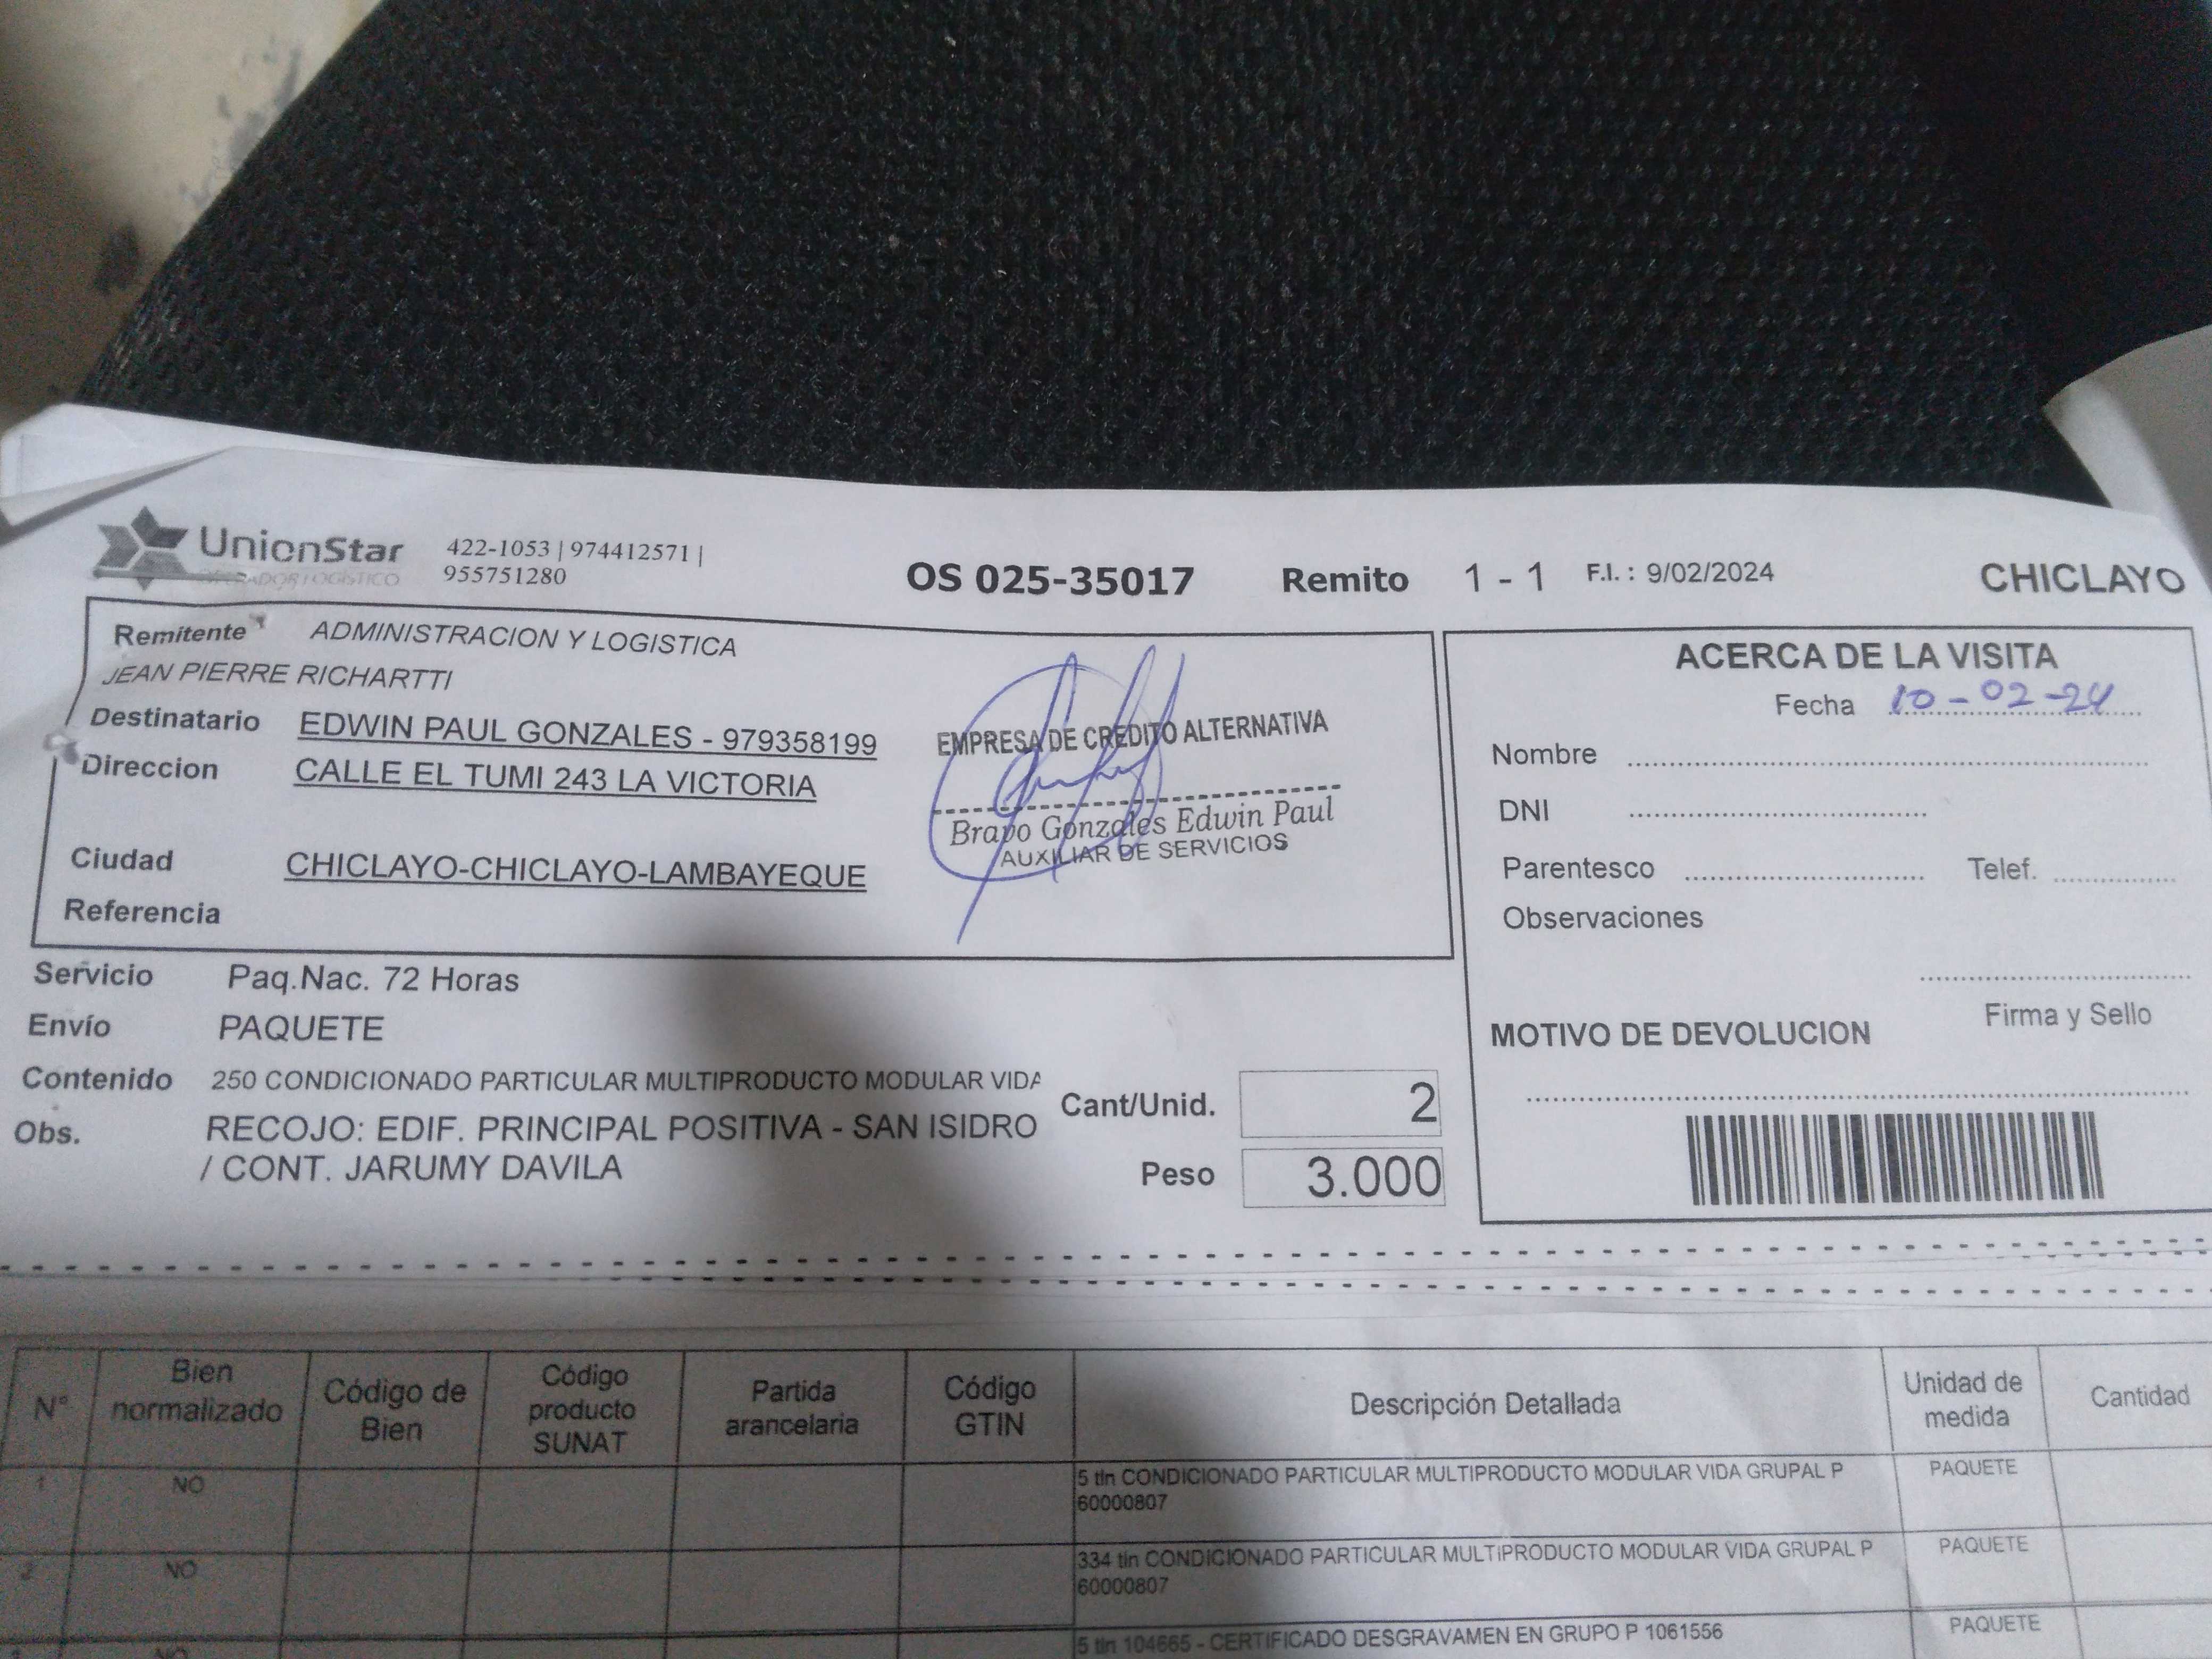 UnionStar
OPERADOR LOGÍSTICO
422-1053 | 974412571 |
955751280
OS 025-35017 Remito 1 - 1 F.I. : 9/02/2024 CHICLAYO
Remitente ADMINISTRACION Y LOGISTICA
JEAN PIERRE RICHARTTI
Destinatario EDWIN PAUL GONZALES - 979358199
Direccion CALLE EL TUMI 243 LA VICTORIA
Ciudad CHICLAYO-CHICLAYO-LAMBAYEQUE
Referencia
EMPRESA DE CREDITO ALTERNATIVA
Bravo Gonzales Edwin Paul
AUXILIAR DE SERVICIOS
ACERCA DE LA VISITA
Fecha 10-02-24
Nombre
DNI
Parentesco Telef.
Observaciones
Firma y Sello
MOTIVO DE DEVOLUCION
Servicio Paq.Nac. 72 Horas
Envío PAQUETE
Contenido 250 CONDICIONADO PARTICULAR MULTIPRODUCTO MODULAR VIDA
Obs. RECOJO: EDIF. PRINCIPAL POSITIVA - SAN ISIDRO
/ CONT. JARUMY DAVILA
Cant/Unid. 2
Peso 3.000
N° Bien normalizado Código de Bien Código producto SUNAT Partida arancelaria Código GTIN Descripción Detallada Unidad de medida Cantidad
1 NO 5 tln CONDICIONADO PARTICULAR MULTIPRODUCTO MODULAR VIDA GRUPAL P PAQUETE
60000807
2 NO 334 tln CONDICIONADO PARTICULAR MULTIPRODUCTO MODULAR VIDA GRUPAL P PAQUETE
60000807
3 NO 5 tln 104665 - CERTIFICADO DESGRAVAMEN EN GRUPO P 1061556 PAQUETE